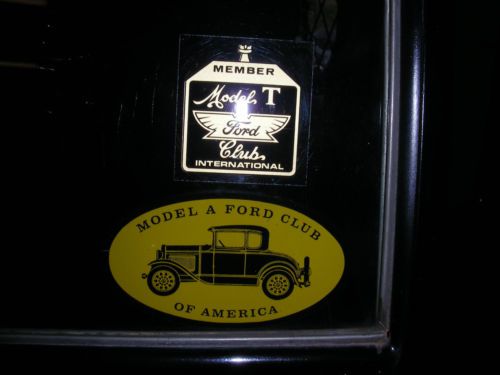 MEMBER
Model T
Ford
Club
INTERNATIONAL
MODEL A FORD CLUB
OF AMERICA